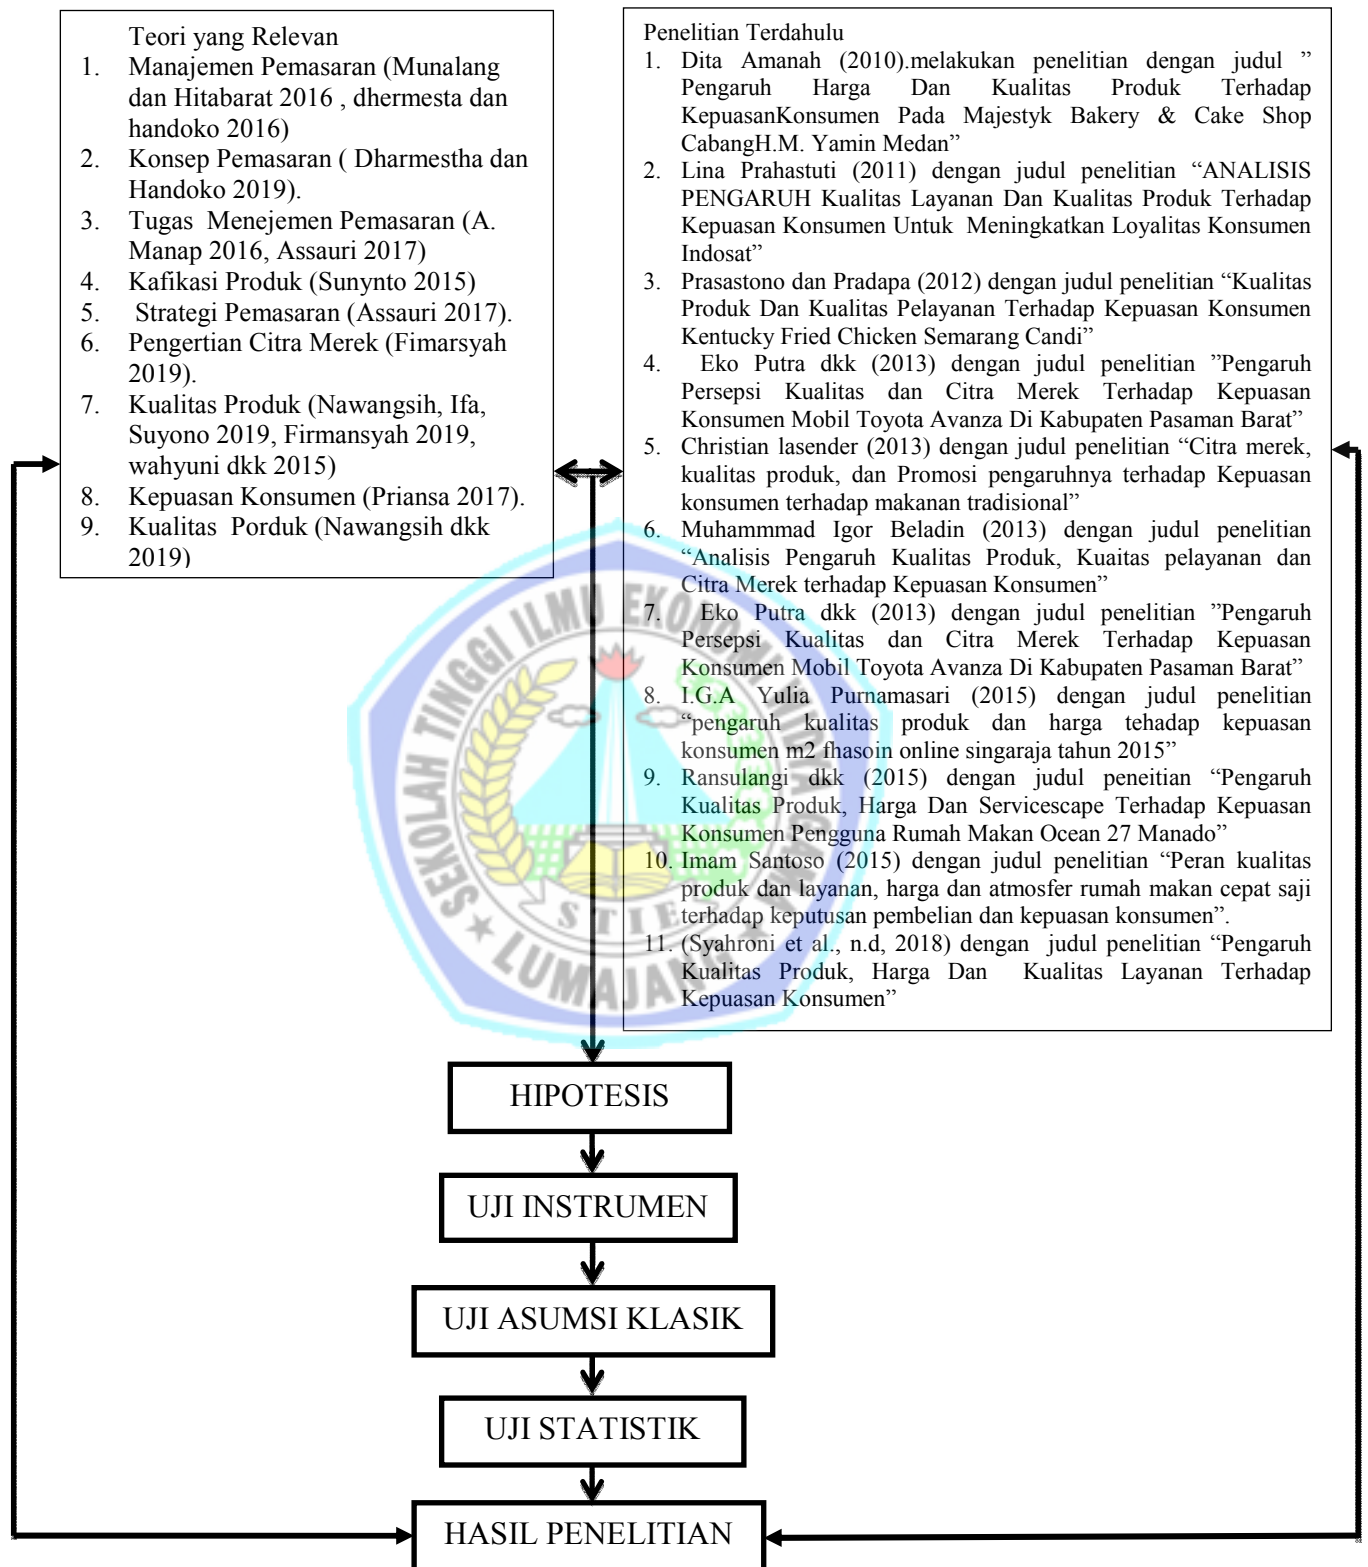 Teori yang Relevan
1. Manajemen Pemasaran (Munalang
dan Hitabarat 2016 , dhermesta dan
handoko 2016)
2. Konsep Pemasaran ( Dharmestha dan
Handoko 2019).
3. Tugas Menejemen Pemasaran (A.
Manap 2016, Assauri 2017)
4. Kafikasi Produk (Sunynto 2015)
5. Strategi Pemasaran (Assauri 2017).
6. Pengertian Citra Merek (Fimarsyah
2019).
7. Kualitas Produk (Nawangsih, Ifa,
Suyono 2019, Firmansyah 2019,
wahyuni dkk 2015)
8. Kepuasan Konsumen (Priansa 2017).
9. Kualitas Porduk (Nawangsih dkk
2019)
Penelitian Terdahulu
1. Dita Amanah (2010).melakukan penelitian dengan judul ”
Pengaruh Harga Dan Kualitas Produk Terhadap
KepuasanKonsumen Pada Majestyk Bakery & Cake Shop
CabangH.M. Yamin Medan”
2. Lina Prahastuti (2011) dengan judul penelitian “ANALISIS
PENGARUH Kualitas Layanan Dan Kualitas Produk Terhadap
Kepuasan Konsumen Untuk Meningkatkan Loyalitas Konsumen
Indosat”
3. Prasastono dan Pradapa (2012) dengan judul penelitian “Kualitas
Produk Dan Kualitas Pelayanan Terhadap Kepuasan Konsumen
Kentucky Fried Chicken Semarang Candi”
4. Eko Putra dkk (2013) dengan judul penelitian ”Pengaruh
Persepsi Kualitas dan Citra Merek Terhadap Kepuasan
Konsumen Mobil Toyota Avanza Di Kabupaten Pasaman Barat”
5. Christian lasender (2013) dengan judul penelitian “Citra merek,
kualitas produk, dan Promosi pengaruhnya terhadap Kepuasan
konsumen terhadap makanan tradisional”
6. Muhammmad Igor Beladin (2013) dengan judul penelitian
“Analisis Pengaruh Kualitas Produk, Kuaitas pelayanan dan
Citra Merek terhadap Kepuasan Konsumen”
7. Eko Putra dkk (2013) dengan judul penelitian ”Pengaruh
Persepsi Kualitas dan Citra Merek Terhadap Kepuasan
Konsumen Mobil Toyota Avanza Di Kabupaten Pasaman Barat”
8. I.G.A Yulia Purnamasari (2015) dengan judul penelitian
“pengaruh kualitas produk dan harga tehadap kepuasan
konsumen m2 fhasoin online singaraja tahun 2015”
9. Ransulangi dkk (2015) dengan judul peneitian “Pengaruh
Kualitas Produk, Harga Dan Servicescape Terhadap Kepuasan
Konsumen Pengguna Rumah Makan Ocean 27 Manado”
10. Imam Santoso (2015) dengan judul penelitian “Peran kualitas
produk dan layanan, harga dan atmosfer rumah makan cepat saji
terhadap keputusan pembelian dan kepuasan konsumen”.
11. (Syahroni et al., n.d, 2018) dengan judul penelitian “Pengaruh
Kualitas Produk, Harga Dan Kualitas Layanan Terhadap
Kepuasan Konsumen”
SEKOLAH TINGGI ILMU EKONOMI WIDYA GAMA
STIE
LUMAJANG
HIPOTESIS
UJI INSTRUMEN
UJI ASUMSI KLASIK
UJI STATISTIK
HASIL PENELITIAN